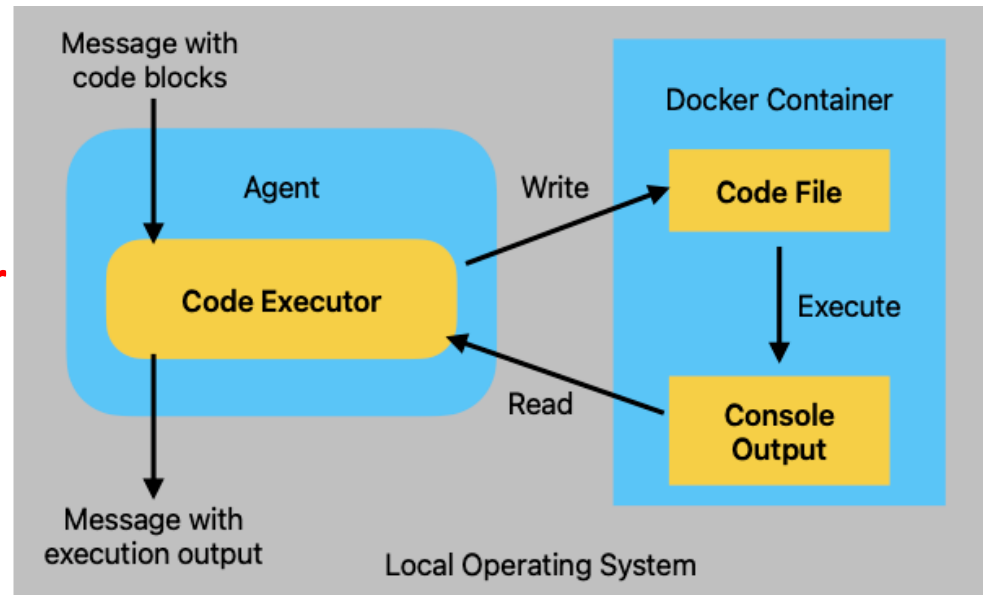 Message with
code blocks
Docker Container
Agent
Write
Code File
Code Executor
Execute
Read
Console
Output
Message with
execution output
Local Operating System